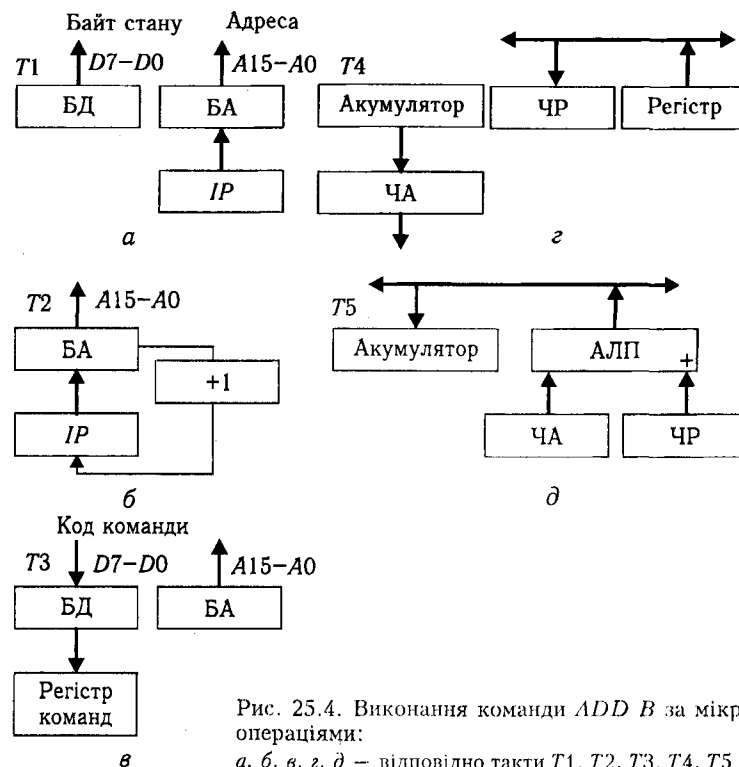 Байт стану Адреса
T1 D7–D0 A15–A0 T4
БД БА Акумулятор ЧР Регістр
IP ЧА
а г
T2 A15–A0
T5
БА Акумулятор АЛП +
+1
IP ЧА ЧР
б д
Код команди
T3 D7–D0 A15–A0
БД БА
Регістр
команд
в
Рис. 25.4. Виконання команди ADD B за мікр
операціями:
а, б, в, г, д — відповідно такти T1, T2, T3, T4, T5